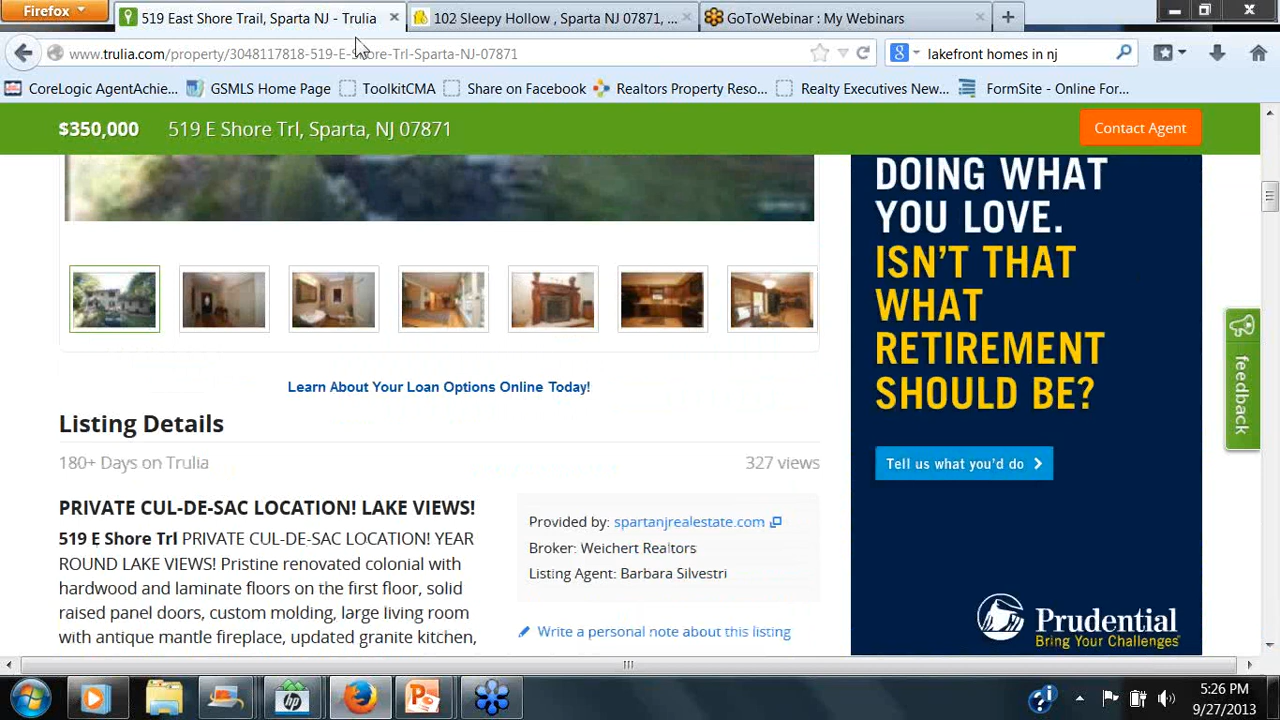 Firefox
519 East Shore Trail, Sparta NJ - Trulia
102 Sleepy Hollow , Sparta NJ 07871, ...
GoToWebinar : My Webinars
www.trulia.com/property/3048117818-519-E-Shore-Trl-Sparta-NJ-07871
lakefront homes in nj
CoreLogic AgentAchie...
GSMLS Home Page
ToolkitCMA
Share on Facebook
Realtors Property Reso...
Realty Executives New...
FormSite - Online For...
$350,000 519 E Shore Trl, Sparta, NJ 07871
Contact Agent
Learn About Your Loan Options Online Today!
Listing Details
180+ Days on Trulia
327 views
PRIVATE CUL-DE-SAC LOCATION! LAKE VIEWS!
519 E Shore Trl PRIVATE CUL-DE-SAC LOCATION! YEAR
ROUND LAKE VIEWS! Pristine renovated colonial with
hardwood and laminate floors on the first floor, solid
raised panel doors, custom molding, large living room
with antique mantle fireplace, updated granite kitchen,
Provided by: spartanjrealestate.com
Broker: Weichert Realtors
Listing Agent: Barbara Silvestri
Write a personal note about this listing
DOING WHAT
YOU LOVE.
ISN'T THAT
WHAT
RETIREMENT
SHOULD BE?
Tell us what you'd do
Prudential
Bring Your Challenges
feedback
5:26 PM
9/27/2013